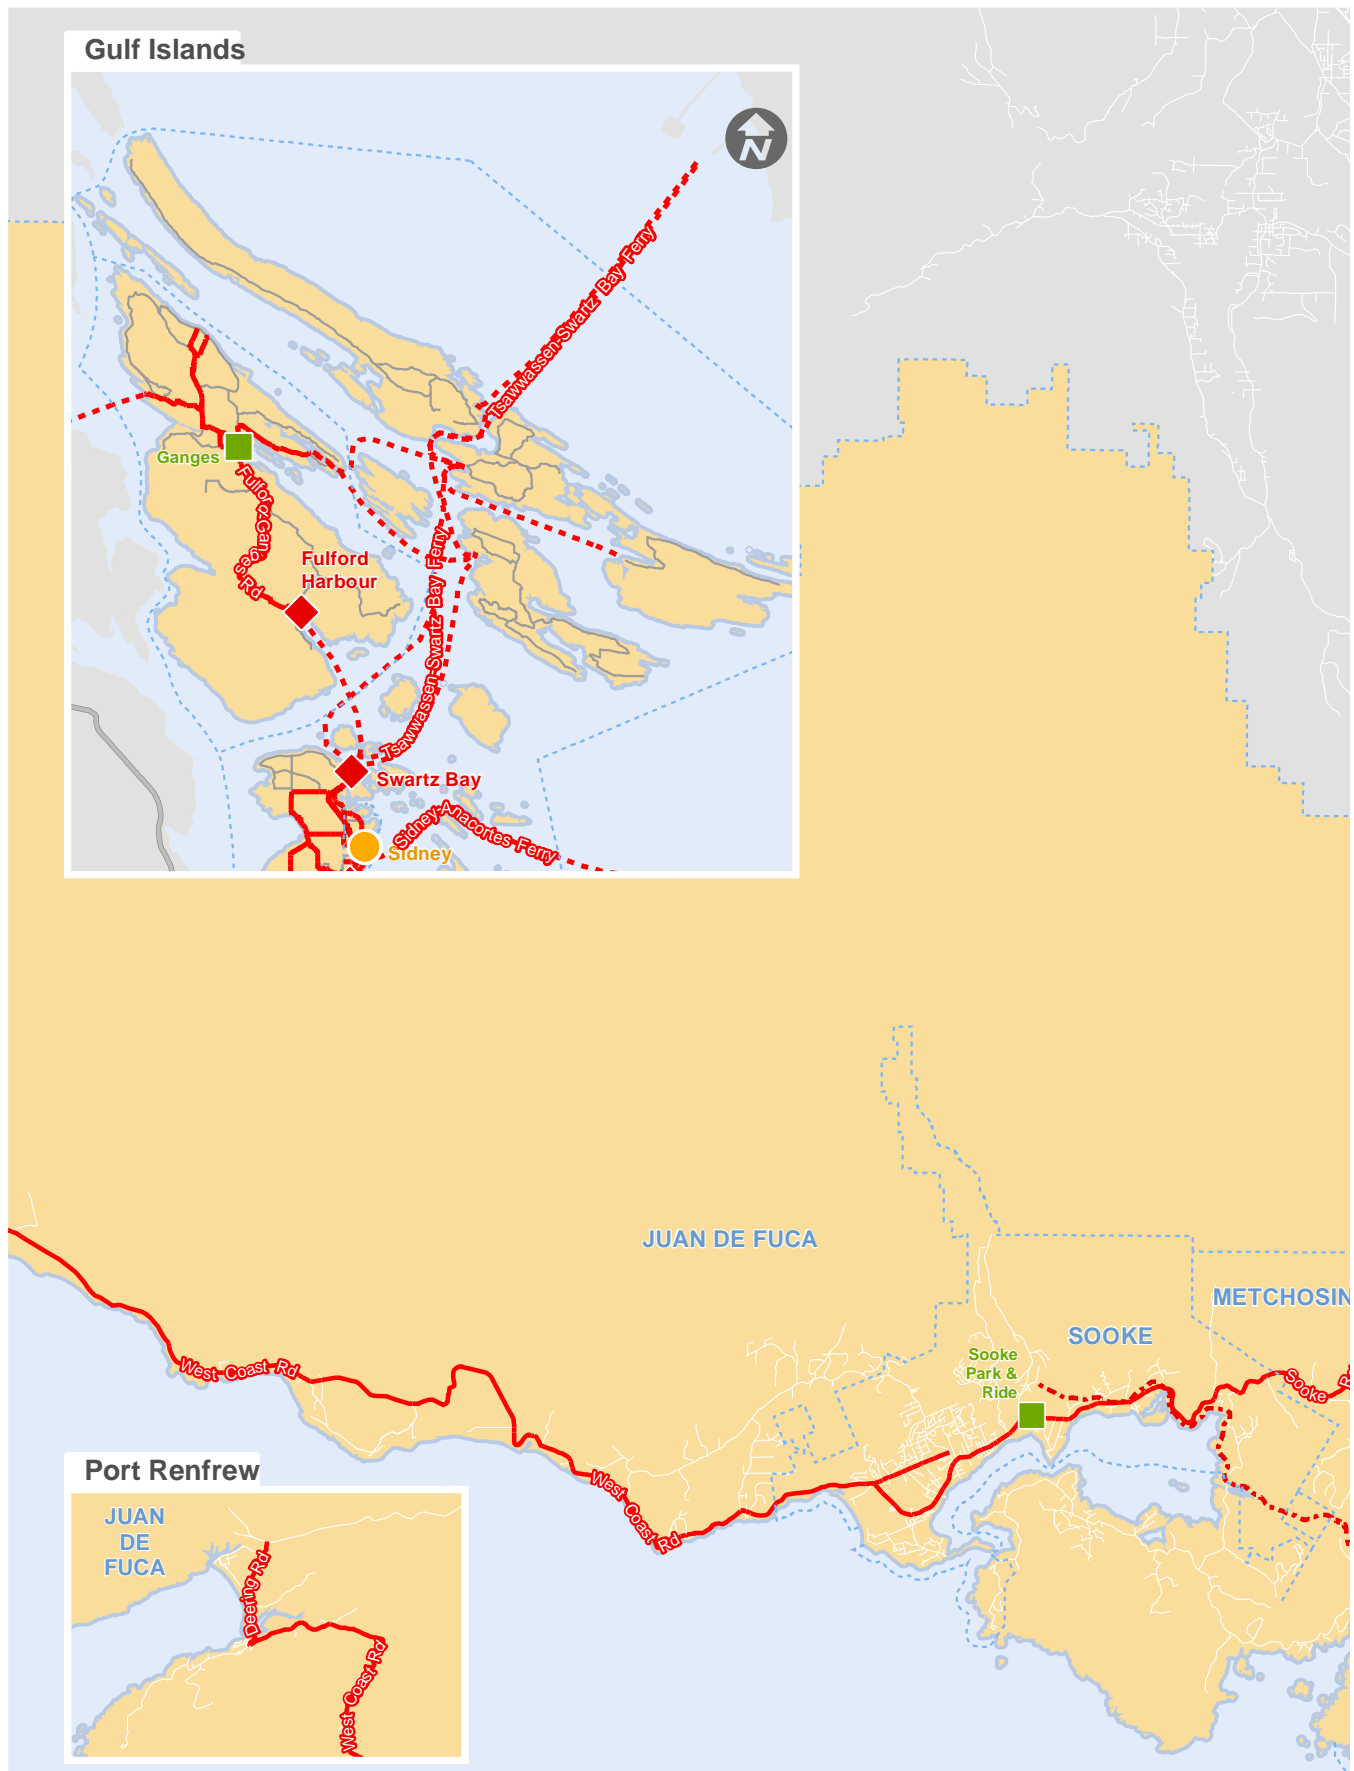 Gulf Islands
N
Tsawwassen-Swartz Bay Ferry
Ganges
Fulford-Ganges Rd
Fulford
Harbour
Tsawwassen-Swartz Bay Ferry
Swartz Bay
Sidney-Anacortes Ferry
Sidney
JUAN DE FUCA
METCHOSIN
SOOKE
Sooke
Park &
Ride
Sooke R
West Coast Rd
West Coast Rd
Port Renfrew
JUAN
DE
FUCA
Deering Rd
West Coast Rd